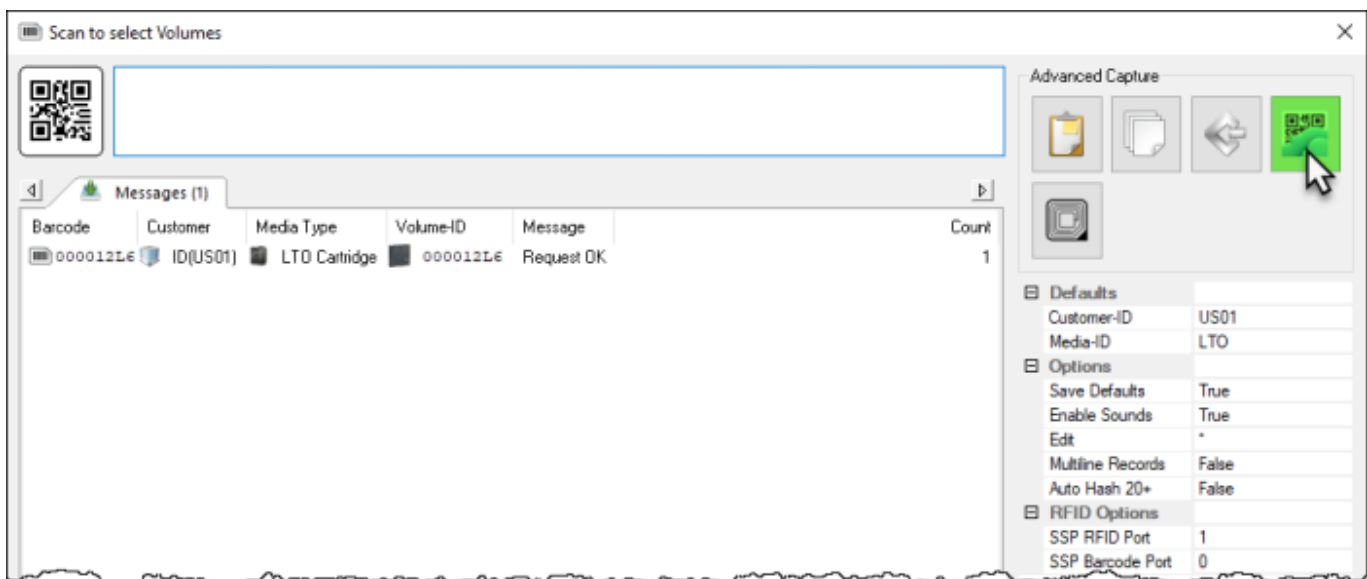 Scan to select Volumes
Advanced Capture
Messages (1)
Barcode Customer Media Type Volume-ID Message Count
000012L6 ID(US01) LTO Cartridge 000012L6 Request OK 1
Defaults
Customer-ID US01
Media-ID LTO
Options
Save Defaults True
Enable Sounds True
Edit *
Multiline Records False
Auto Hash 20+ False
RFID Options
SSP RFID Port 1
SSP Barcode Port 0